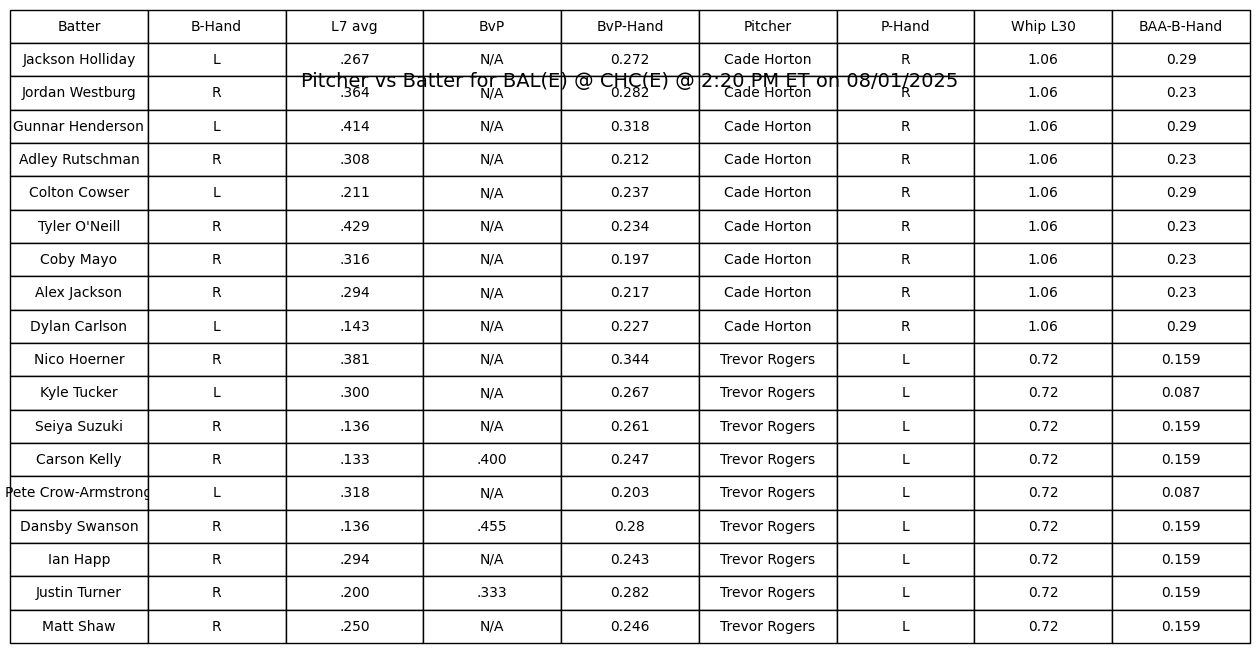 Batter B-Hand L7 avg BvP BvP-Hand Pitcher P-Hand Whip L30 BAA-B-Hand
Jackson Holliday L .267 N/A 0.272 Cade Horton R 1.06 0.29
Pitcher vs Batter for BAL(E) @ CHC(E) @ 2:20 PM ET on 08/01/2025
Jordan Westburg R .364 N/A 0.282 Cade Horton R 1.06 0.23
Gunnar Henderson L .414 N/A 0.318 Cade Horton R 1.06 0.29
Adley Rutschman R .308 N/A 0.212 Cade Horton R 1.06 0.23
Colton Cowser L .211 N/A 0.237 Cade Horton R 1.06 0.29
Tyler O'Neill R .429 N/A 0.234 Cade Horton R 1.06 0.23
Coby Mayo R .316 N/A 0.197 Cade Horton R 1.06 0.23
Alex Jackson R .294 N/A 0.217 Cade Horton R 1.06 0.23
Dylan Carlson L .143 N/A 0.227 Cade Horton R 1.06 0.29
Nico Hoerner R .381 N/A 0.344 Trevor Rogers L 0.72 0.159
Kyle Tucker L .300 N/A 0.267 Trevor Rogers L 0.72 0.087
Seiya Suzuki R .136 N/A 0.261 Trevor Rogers L 0.72 0.159
Carson Kelly R .133 .400 0.247 Trevor Rogers L 0.72 0.159
Pete Crow-Armstrong L .318 N/A 0.203 Trevor Rogers L 0.72 0.087
Dansby Swanson R .136 .455 0.28 Trevor Rogers L 0.72 0.159
Ian Happ R .294 N/A 0.243 Trevor Rogers L 0.72 0.159
Justin Turner R .200 .333 0.282 Trevor Rogers L 0.72 0.159
Matt Shaw R .250 N/A 0.246 Trevor Rogers L 0.72 0.159